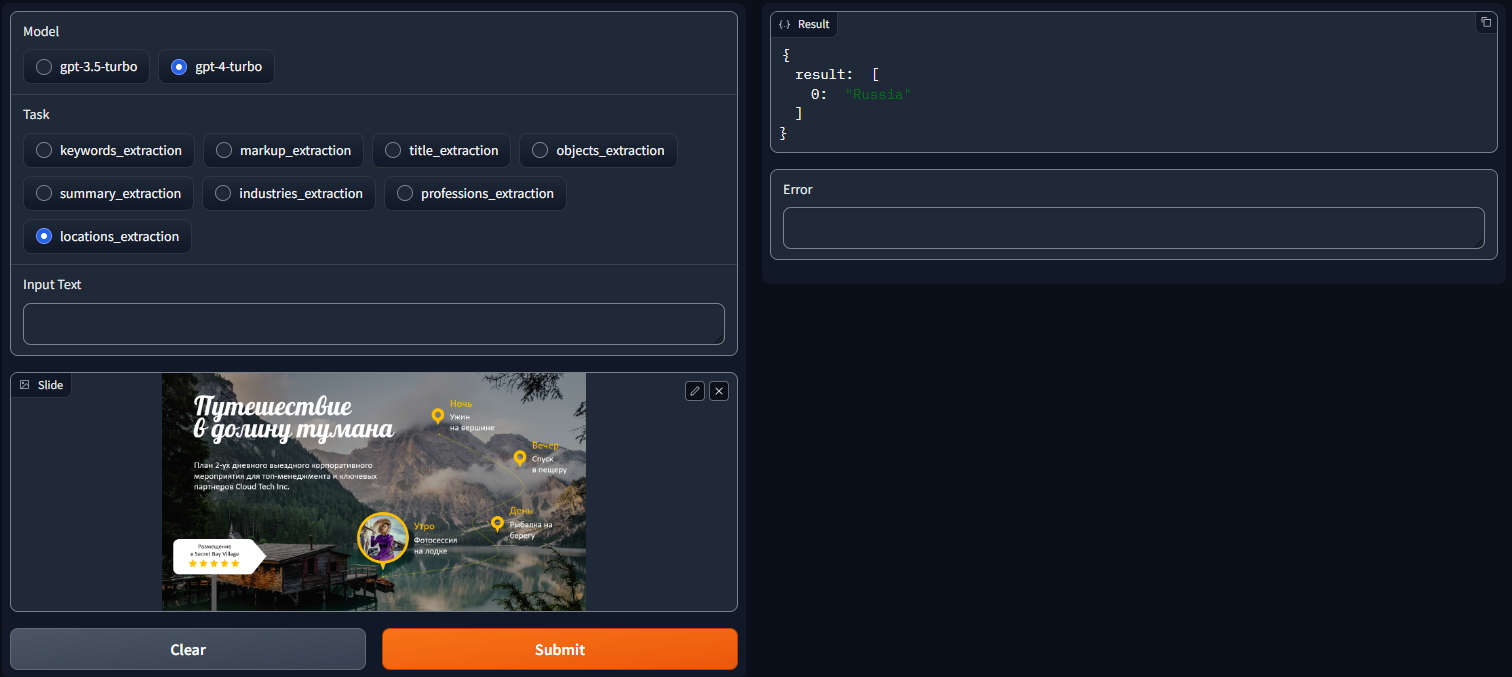 Model
gpt-3.5-turbo
gpt-4-turbo
Task
keywords_extraction
markup_extraction
title_extraction
objects_extraction
summary_extraction
industries_extraction
professions_extraction
locations_extraction
Input Text
Slide
Путешествие
в долину тумана
План 2-ух дневного выездного корпоративного
мероприятия для топ-менеджмента и ключевых
партнеров Cloud Tech Inc.
Ночь
Ужин
на вершине
Вечер
Спуск
в пещеру
День
Рыбалка на
берегу
Утро
Фотосессия
на лодке
Размещение
в Secret Bay Village
Clear
Submit
{.} Result
{
result: [
0: "Russia"
]
}
Error